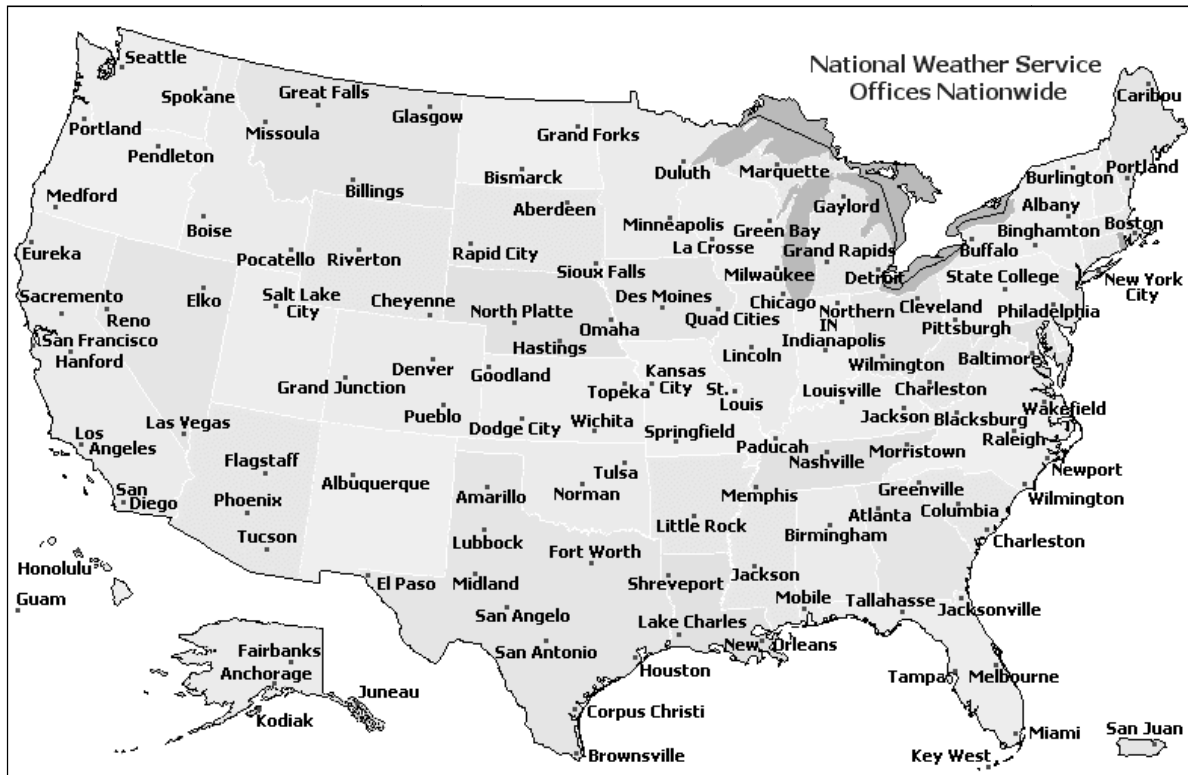 National Weather Service
Offices Nationwide
Seattle
Spokane
Great Falls
Glasgow
Caribou
Portland
Missoula
Grand Forks
Pendleton
Duluth
Marquette
Burlington
Portland
Medford
Billings
Bismarck
Aberdeen
Gaylord
Albany
Boise
Minneapolis
Green Bay
Binghamton
Boston
Eureka
Pocatello
Riverton
Rapid City
La Crosse
Grand Rapids
Buffalo
Sioux Falls
Milwaukee
Detroit
State College
New York
City
Sacramento
Elko
Salt Lake
City
Cheyenne
Des Moines
Chicago
Northern
IN
Cleveland
Philadelphia
Reno
North Platte
Omaha
Quad Cities
Pittsburgh
San Francisco
Hanford
Hastings
Lincoln
Indianapolis
Wilmington
Baltimore
Denver
Goodland
Kansas
City
Grand Junction
Topeka
St.
Louis
Louisville
Charleston
Pueblo
Dodge City
Wichita
Jackson
Blacksburg
Wakefield
Las Vegas
Los
Angeles
Springfield
Paducah
Raleigh
Flagstaff
Nashville
Morristown
Newport
Albuquerque
Tulsa
San
Diego
Phoenix
Amarillo
Norman
Memphis
Greenville
Wilmington
Little Rock
Atlanta
Columbia
Tucson
Lubbock
Birmingham
Charleston
Fort Worth
Honolulu
El Paso
Midland
Shreveport
Jackson
Guam
San Angelo
Mobile
Tallahasse
Jacksonville
Lake Charles
Fairbanks
San Antonio
New Orleans
Anchorage
Houston
Tampa
Melbourne
Juneau
Kodiak
Corpus Christi
Miami
San Juan
Brownsville
Key West